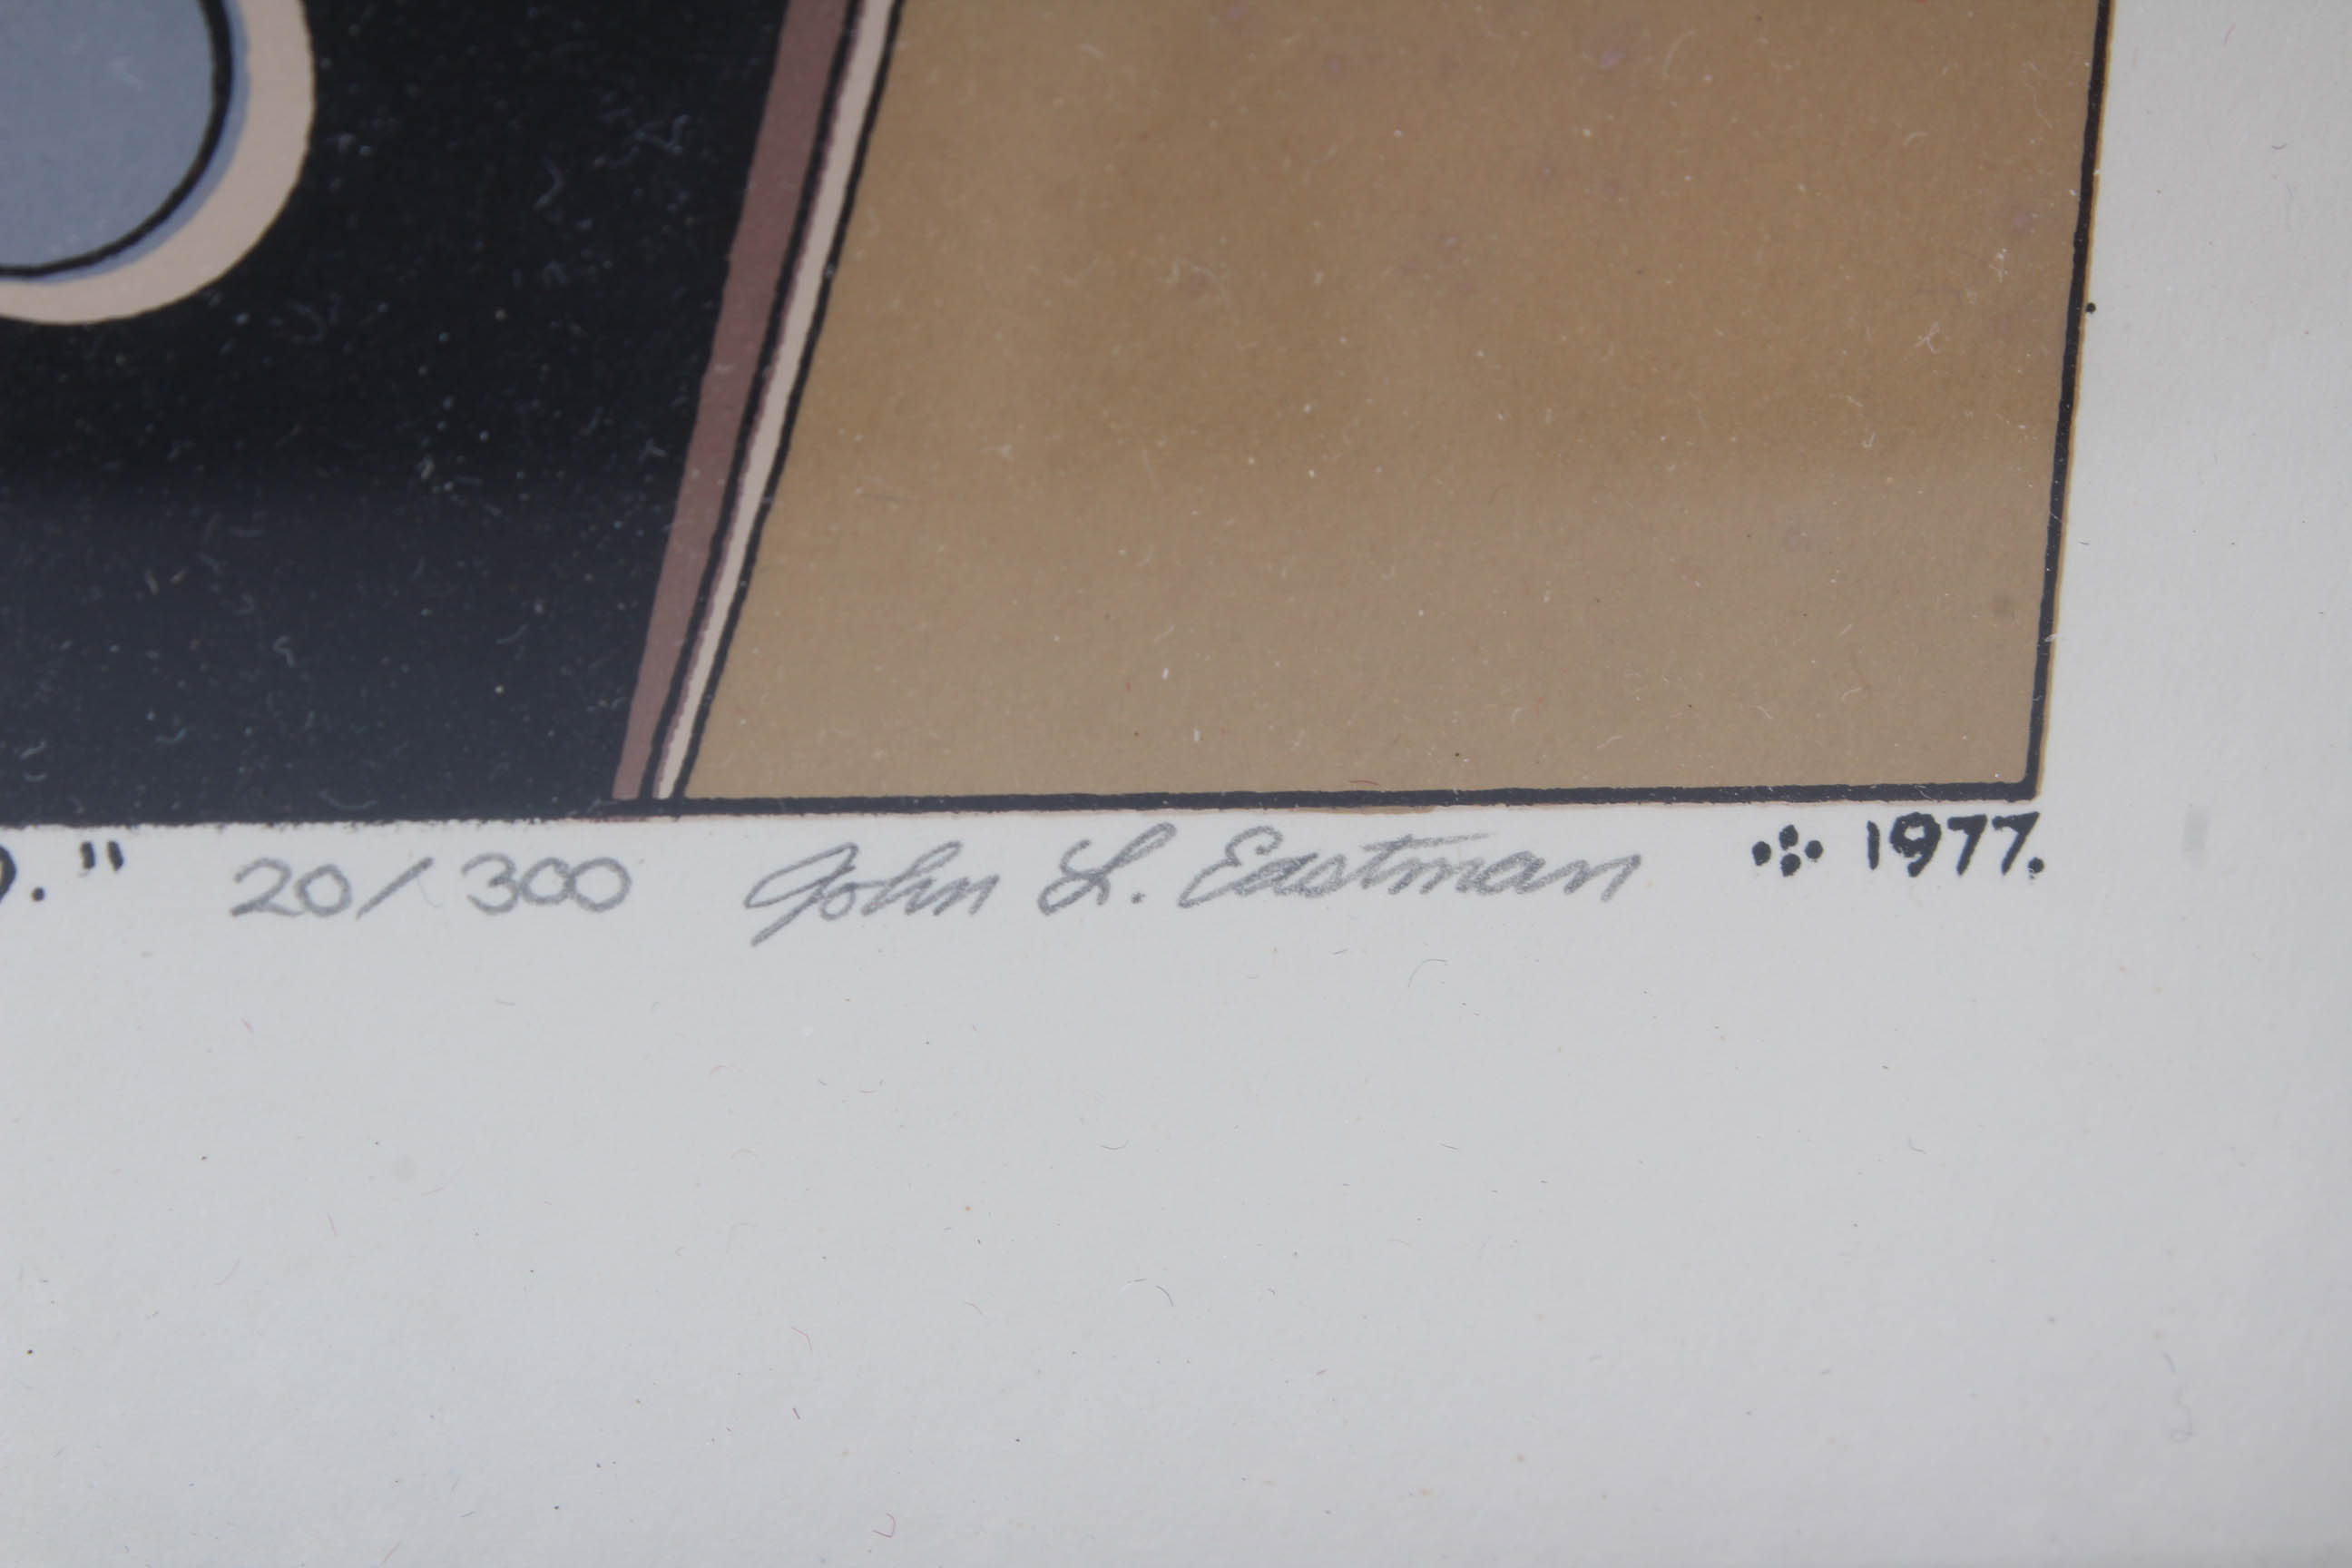 ." 20/300 John L. Eastman 1977.